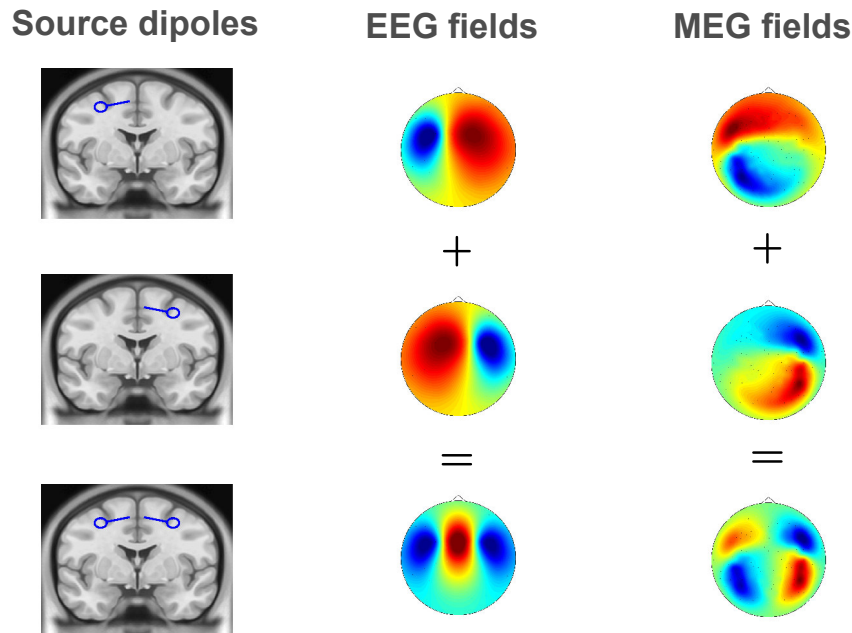 Source dipoles EEG fields MEG fields
+ +
= =